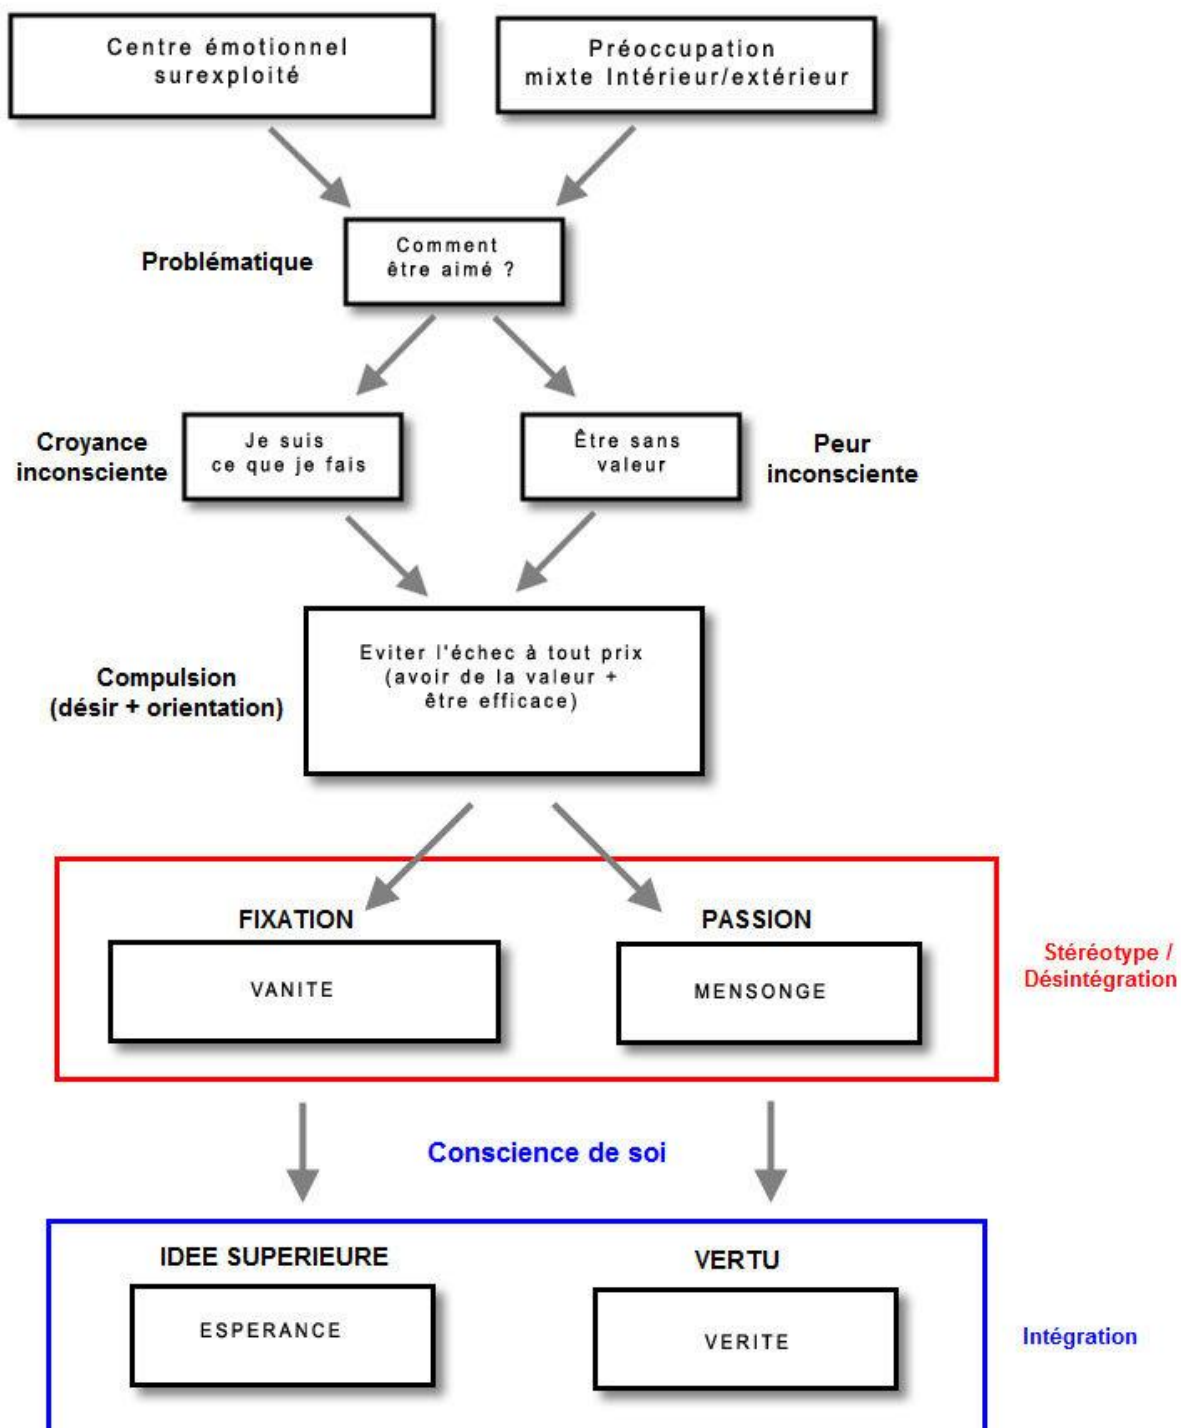 Centre émotionnel
surexploité
Préoccupation
mixte Intérieur/extérieur
Problématique
Comment
être aimé ?
Croyance
inconsciente
Je suis
ce que je fais
Être sans
valeur
Peur
inconsciente
Compulsion
(désir + orientation)
Eviter l'échec à tout prix
(avoir de la valeur +
être efficace)
FIXATION
PASSION
VANITE
MENSONGE
Stéréotype /
Désintégration
Conscience de soi
IDEE SUPERIEURE
VERTU
ESPERANCE
VERITE
Intégration